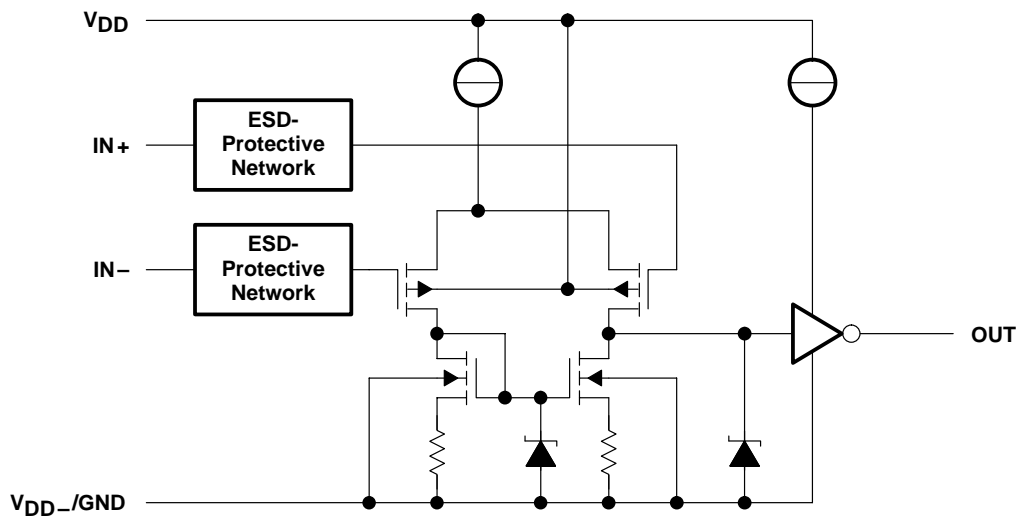 VDD
ESD-
Protective
Network
IN+
ESD-
Protective
Network
IN−
OUT
VDD−/GND